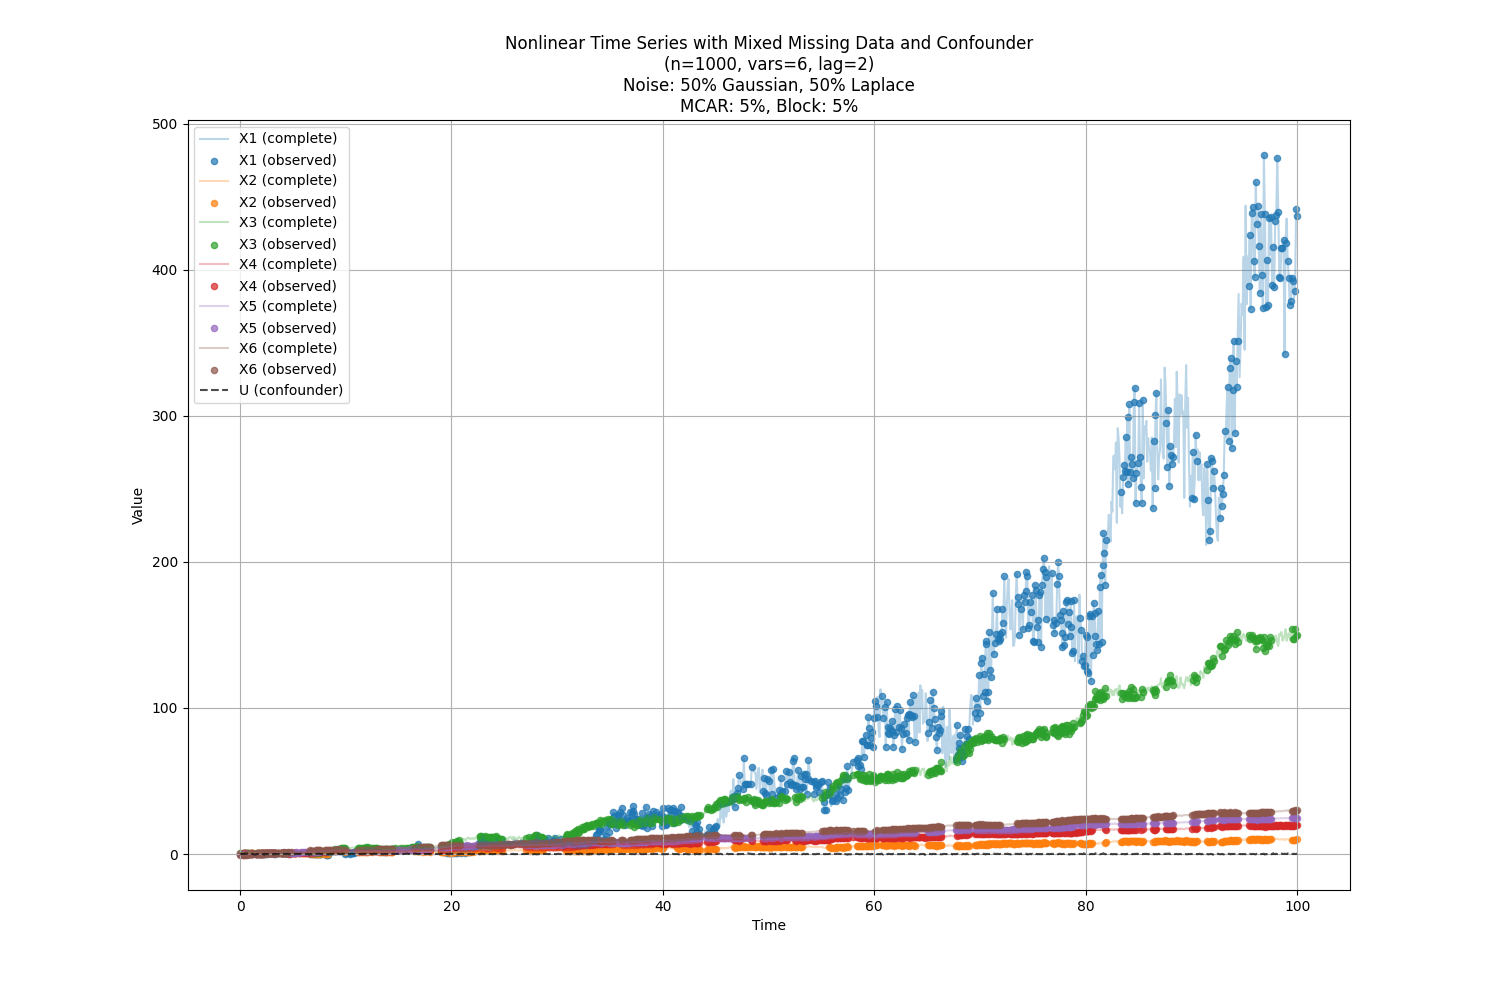 Nonlinear Time Series with Mixed Missing Data and Confounder
(n=1000, vars=6, lag=2)
Noise: 50% Gaussian, 50% Laplace
MCAR: 5%, Block: 5%
X1 (complete)
X1 (observed)
X2 (complete)
X2 (observed)
X3 (complete)
X3 (observed)
X4 (complete)
X4 (observed)
X5 (complete)
X5 (observed)
X6 (complete)
X6 (observed)
U (confounder)
Value
500
400
300
200
100
0
0 20 40 60 80 100
Time